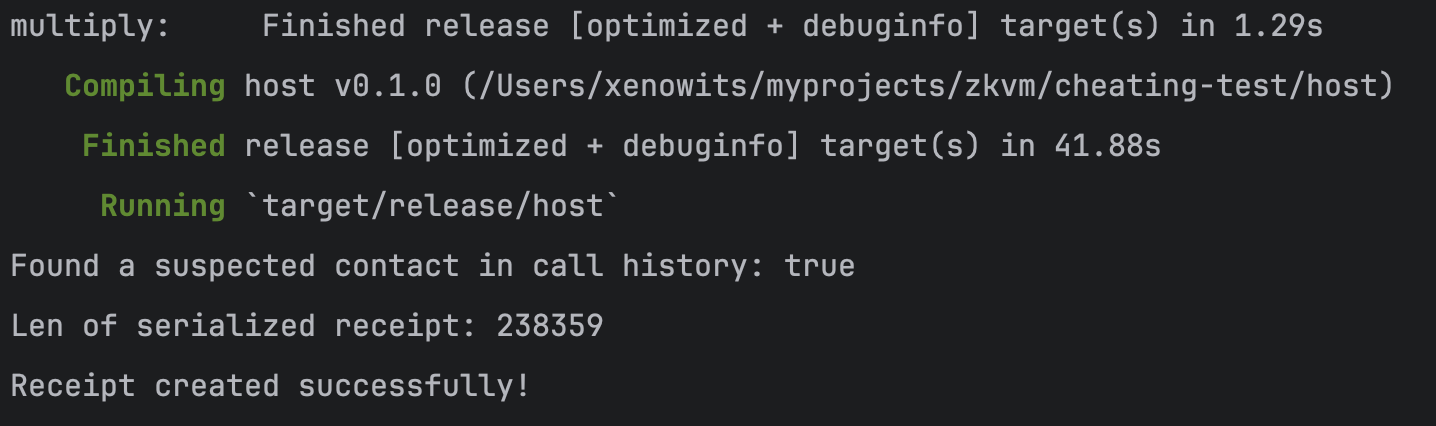 multiply:     Finished release [optimized + debuginfo] target(s) in 1.29s
   Compiling host v0.1.0 (/Users/xenowits/myprojects/zkvm/cheating-test/host)
    Finished release [optimized + debuginfo] target(s) in 41.88s
     Running `target/release/host`
Found a suspected contact in call history: true
Len of serialized receipt: 238359
Receipt created successfully!